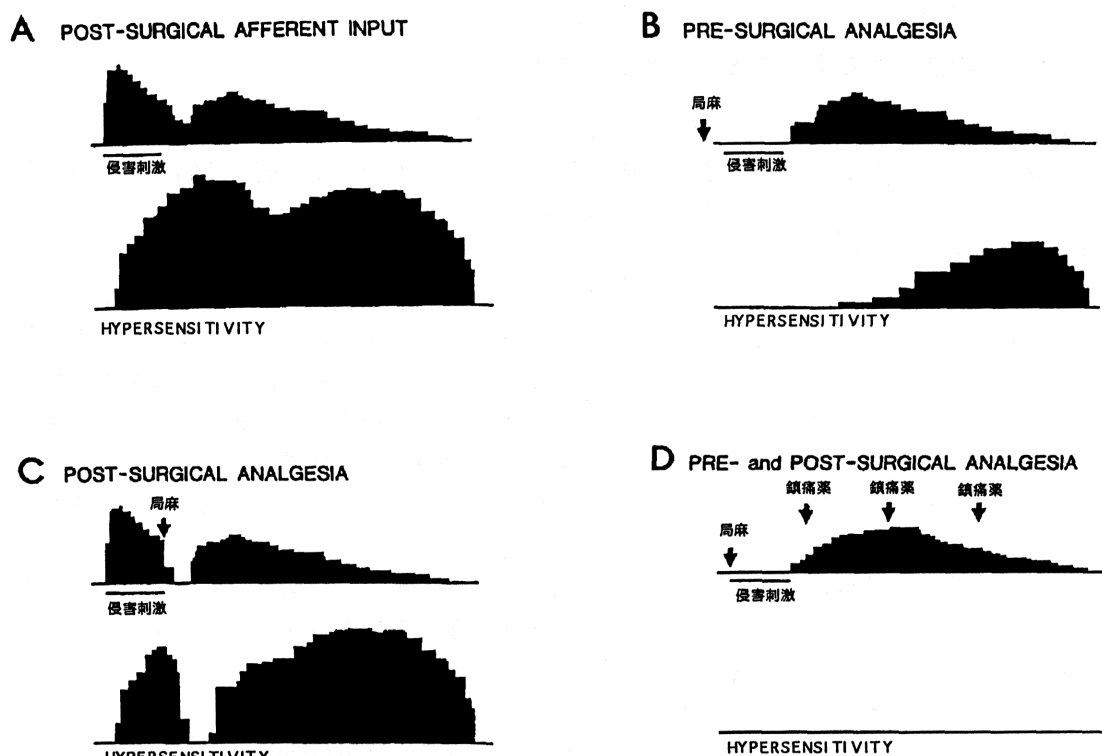 A POST-SURGICAL AFFERENT INPUT
侵害刺激
HYPERSENSITIVITY
B PRE-SURGICAL ANALGESIA
局麻
侵害刺激
HYPERSENSITIVITY
C POST-SURGICAL ANALGESIA
局麻
侵害刺激
HYPERSENSITIVITY
D PRE- and POST-SURGICAL ANALGESIA
鎮痛薬 鎮痛薬 鎮痛薬
局麻
侵害刺激
HYPERSENSITIVITY